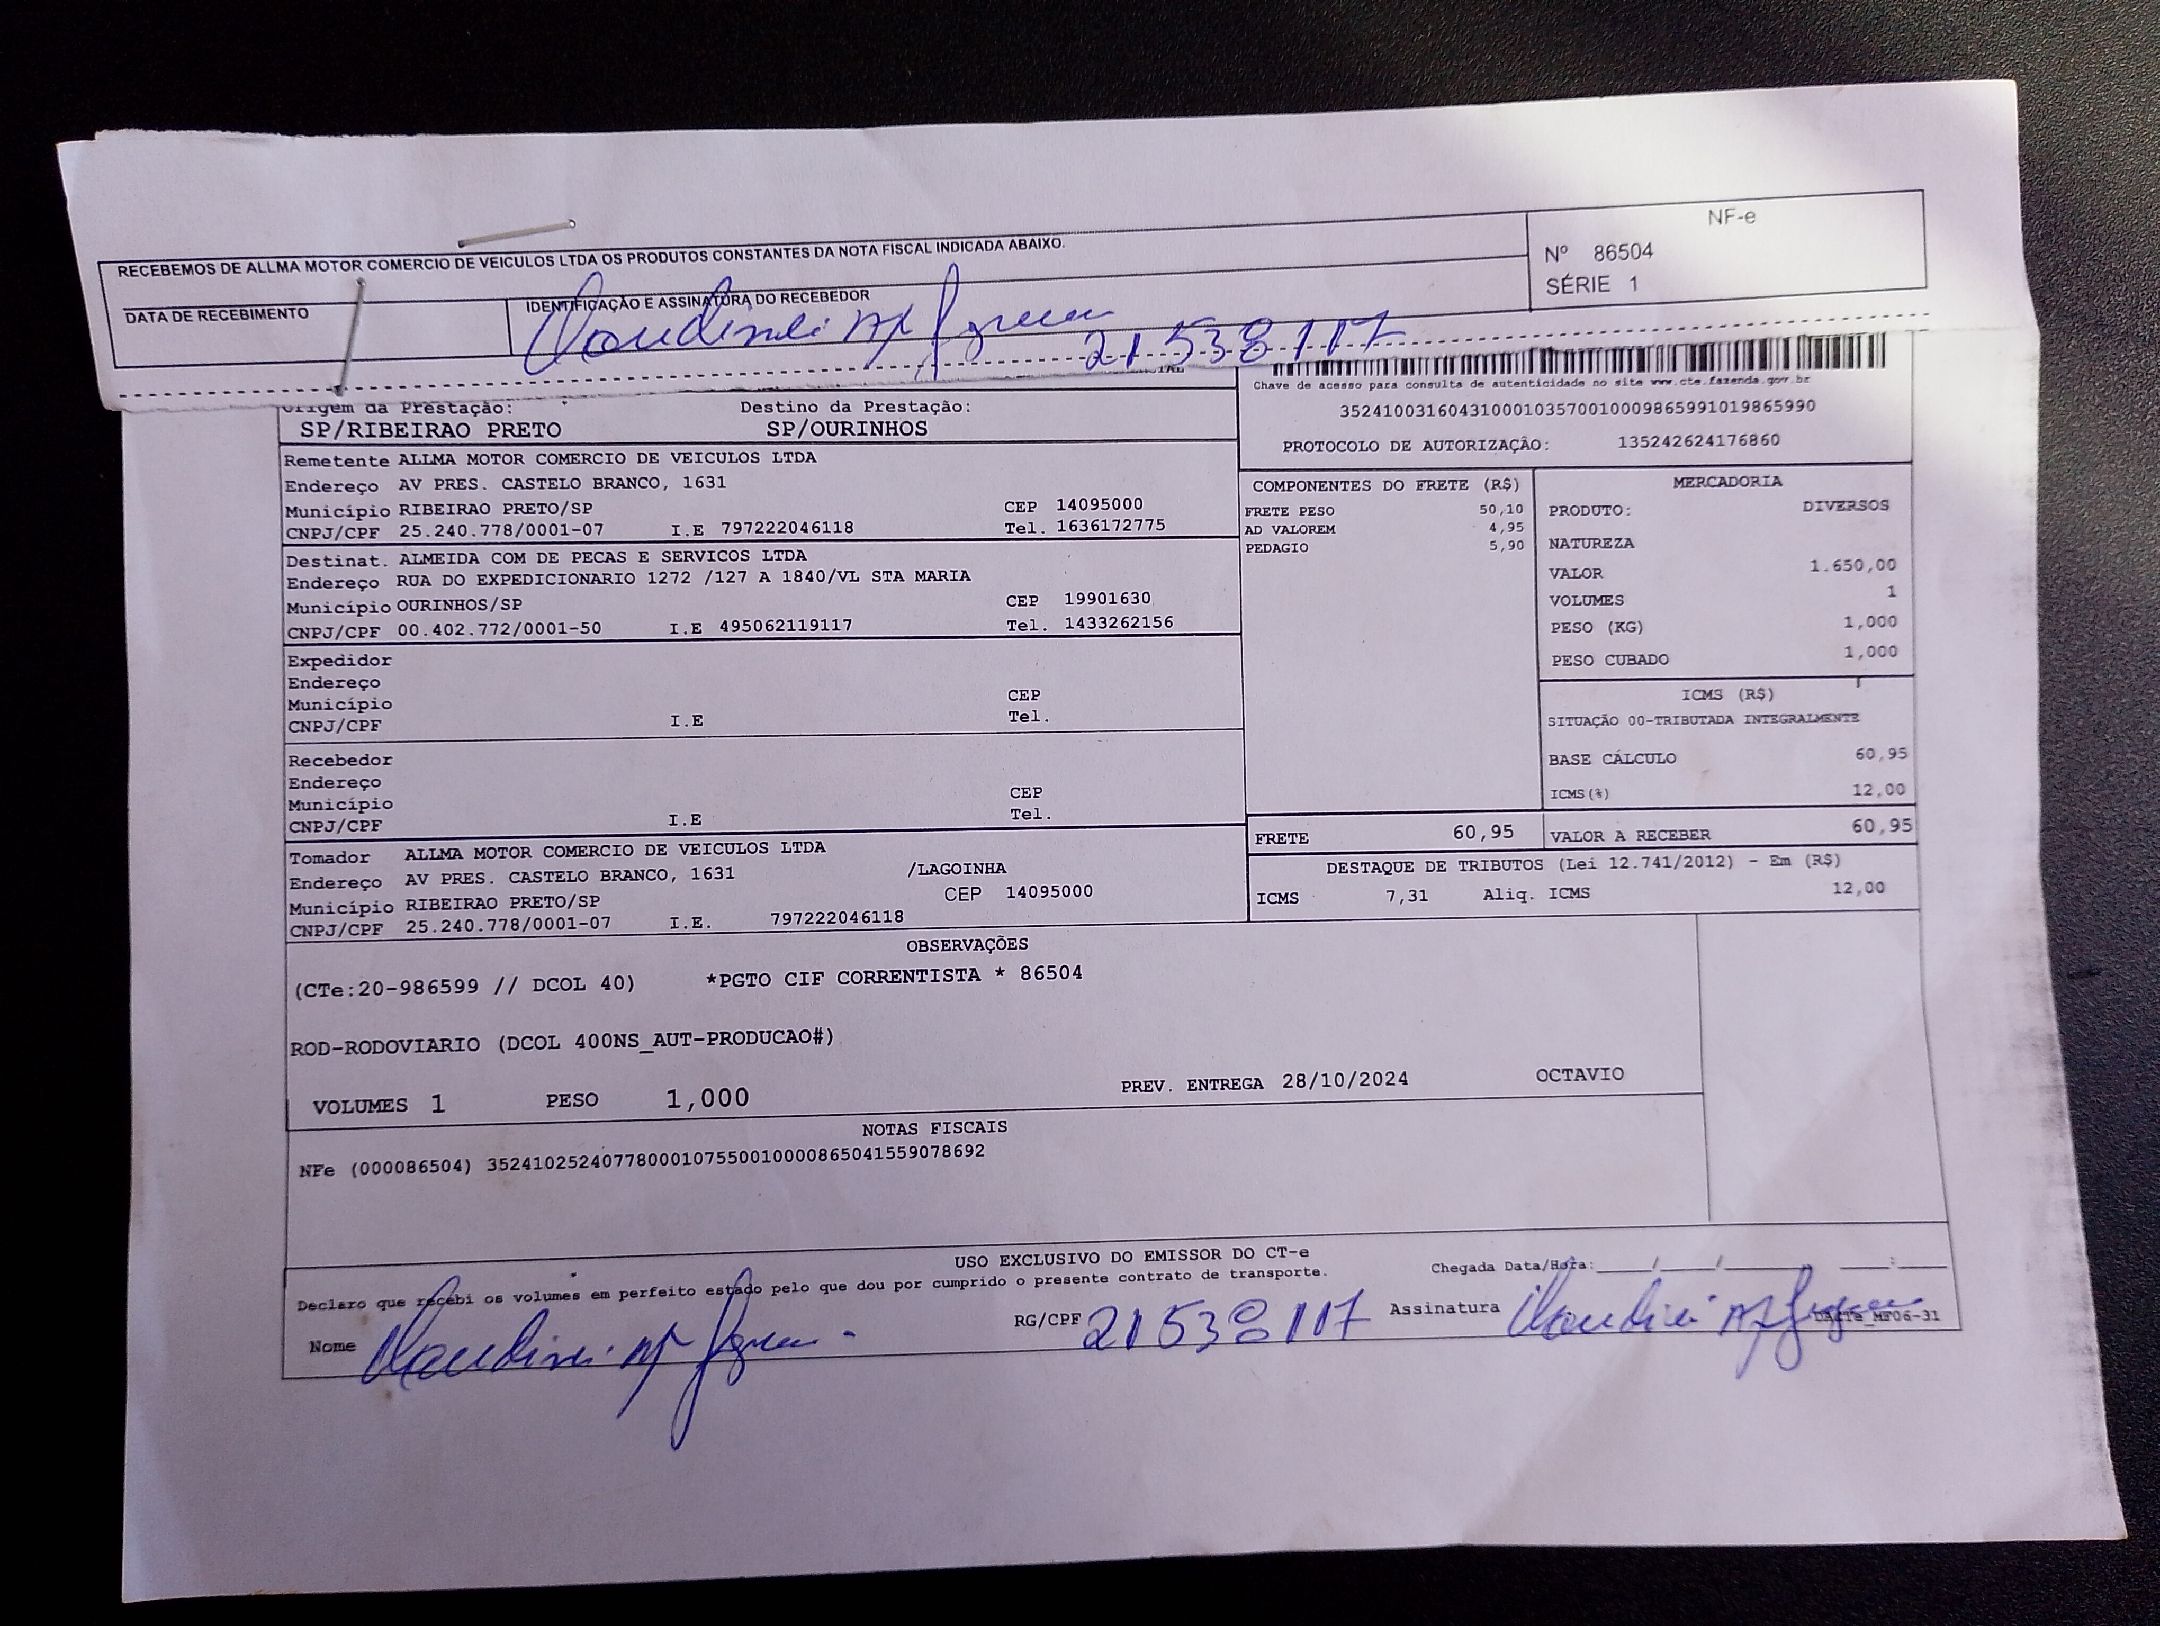 RECEBEMOS DE ALLMA MOTOR COMERCIO DE VEICULOS LTDA OS PRODUTOS CONSTANTES DA NOTA FISCAL INDICADA ABAIXO.
NF-e
Nº 86504
SÉRIE 1
DATA DE RECEBIMENTO
IDENTIFICAÇÃO E ASSINATURA DO RECEBEDOR
21538117
Chave de acesso para consulta de autenticidade no site www.cte.fazenda.gov.br
35241003160431000103570010009865991019865990
PROTOCOLO DE AUTORIZAÇÃO: 135242624176860
Origem da Prestação: Destino da Prestação:
SP/RIBEIRAO PRETO SP/OURINHOS
Remetente ALLMA MOTOR COMERCIO DE VEICULOS LTDA
Endereço AV PRES. CASTELO BRANCO, 1631
Município RIBEIRAO PRETO/SP CEP 14095000
CNPJ/CPF 25.240.778/0001-07 I.E 797222046118 Tel. 1636172775
Destinat. ALMEIDA COM DE PECAS E SERVICOS LTDA
Endereço RUA DO EXPEDICIONARIO 1272 /127 A 1840/VL STA MARIA
Município OURINHOS/SP CEP 19901630
CNPJ/CPF 00.402.772/0001-50 I.E 495062119117 Tel. 1433262156
Expedidor
Endereço
Município CEP
CNPJ/CPF I.E Tel.
Recebedor
Endereço
Município CEP
CNPJ/CPF I.E Tel.
Tomador ALLMA MOTOR COMERCIO DE VEICULOS LTDA
Endereço AV PRES. CASTELO BRANCO, 1631 /LAGOINHA
Município RIBEIRAO PRETO/SP CEP 14095000
CNPJ/CPF 25.240.778/0001-07 I.E. 797222046118
COMPONENTES DO FRETE (R$)
FRETE PESO 50,10
AD VALOREM 4,95
PEDAGIO 5,90
MERCADORIA
PRODUTO: DIVERSOS
NATUREZA
VALOR 1.650,00
VOLUMES 1
PESO (KG) 1,000
PESO CUBADO 1,000
ICMS (R$)
SITUAÇÃO 00-TRIBUTADA INTEGRALMENTE
BASE CÁLCULO 60,95
ICMS(%) 12,00
FRETE 60,95 VALOR A RECEBER 60,95
DESTAQUE DE TRIBUTOS (Lei 12.741/2012) - Em (R$)
ICMS 7,31 Aliq. ICMS 12,00
OBSERVAÇÕES
(CTe:20-986599 // DCOL 40) *PGTO CIF CORRENTISTA * 86504
ROD-RODOVIARIO (DCOL 400NS_AUT-PRODUCAO#)
VOLUMES 1 PESO 1,000 PREV. ENTREGA 28/10/2024 OCTAVIO
NOTAS FISCAIS
NFe (000086504) 35241025240778000107550010000865041559078692
USO EXCLUSIVO DO EMISSOR DO CT-e
Declaro que recebi os volumes em perfeito estado pelo que dou por cumprido o presente contrato de transporte.
Chegada Data/Hora:____/____/____ ____:____
Nome RG/CPF 21538117 Assinatura